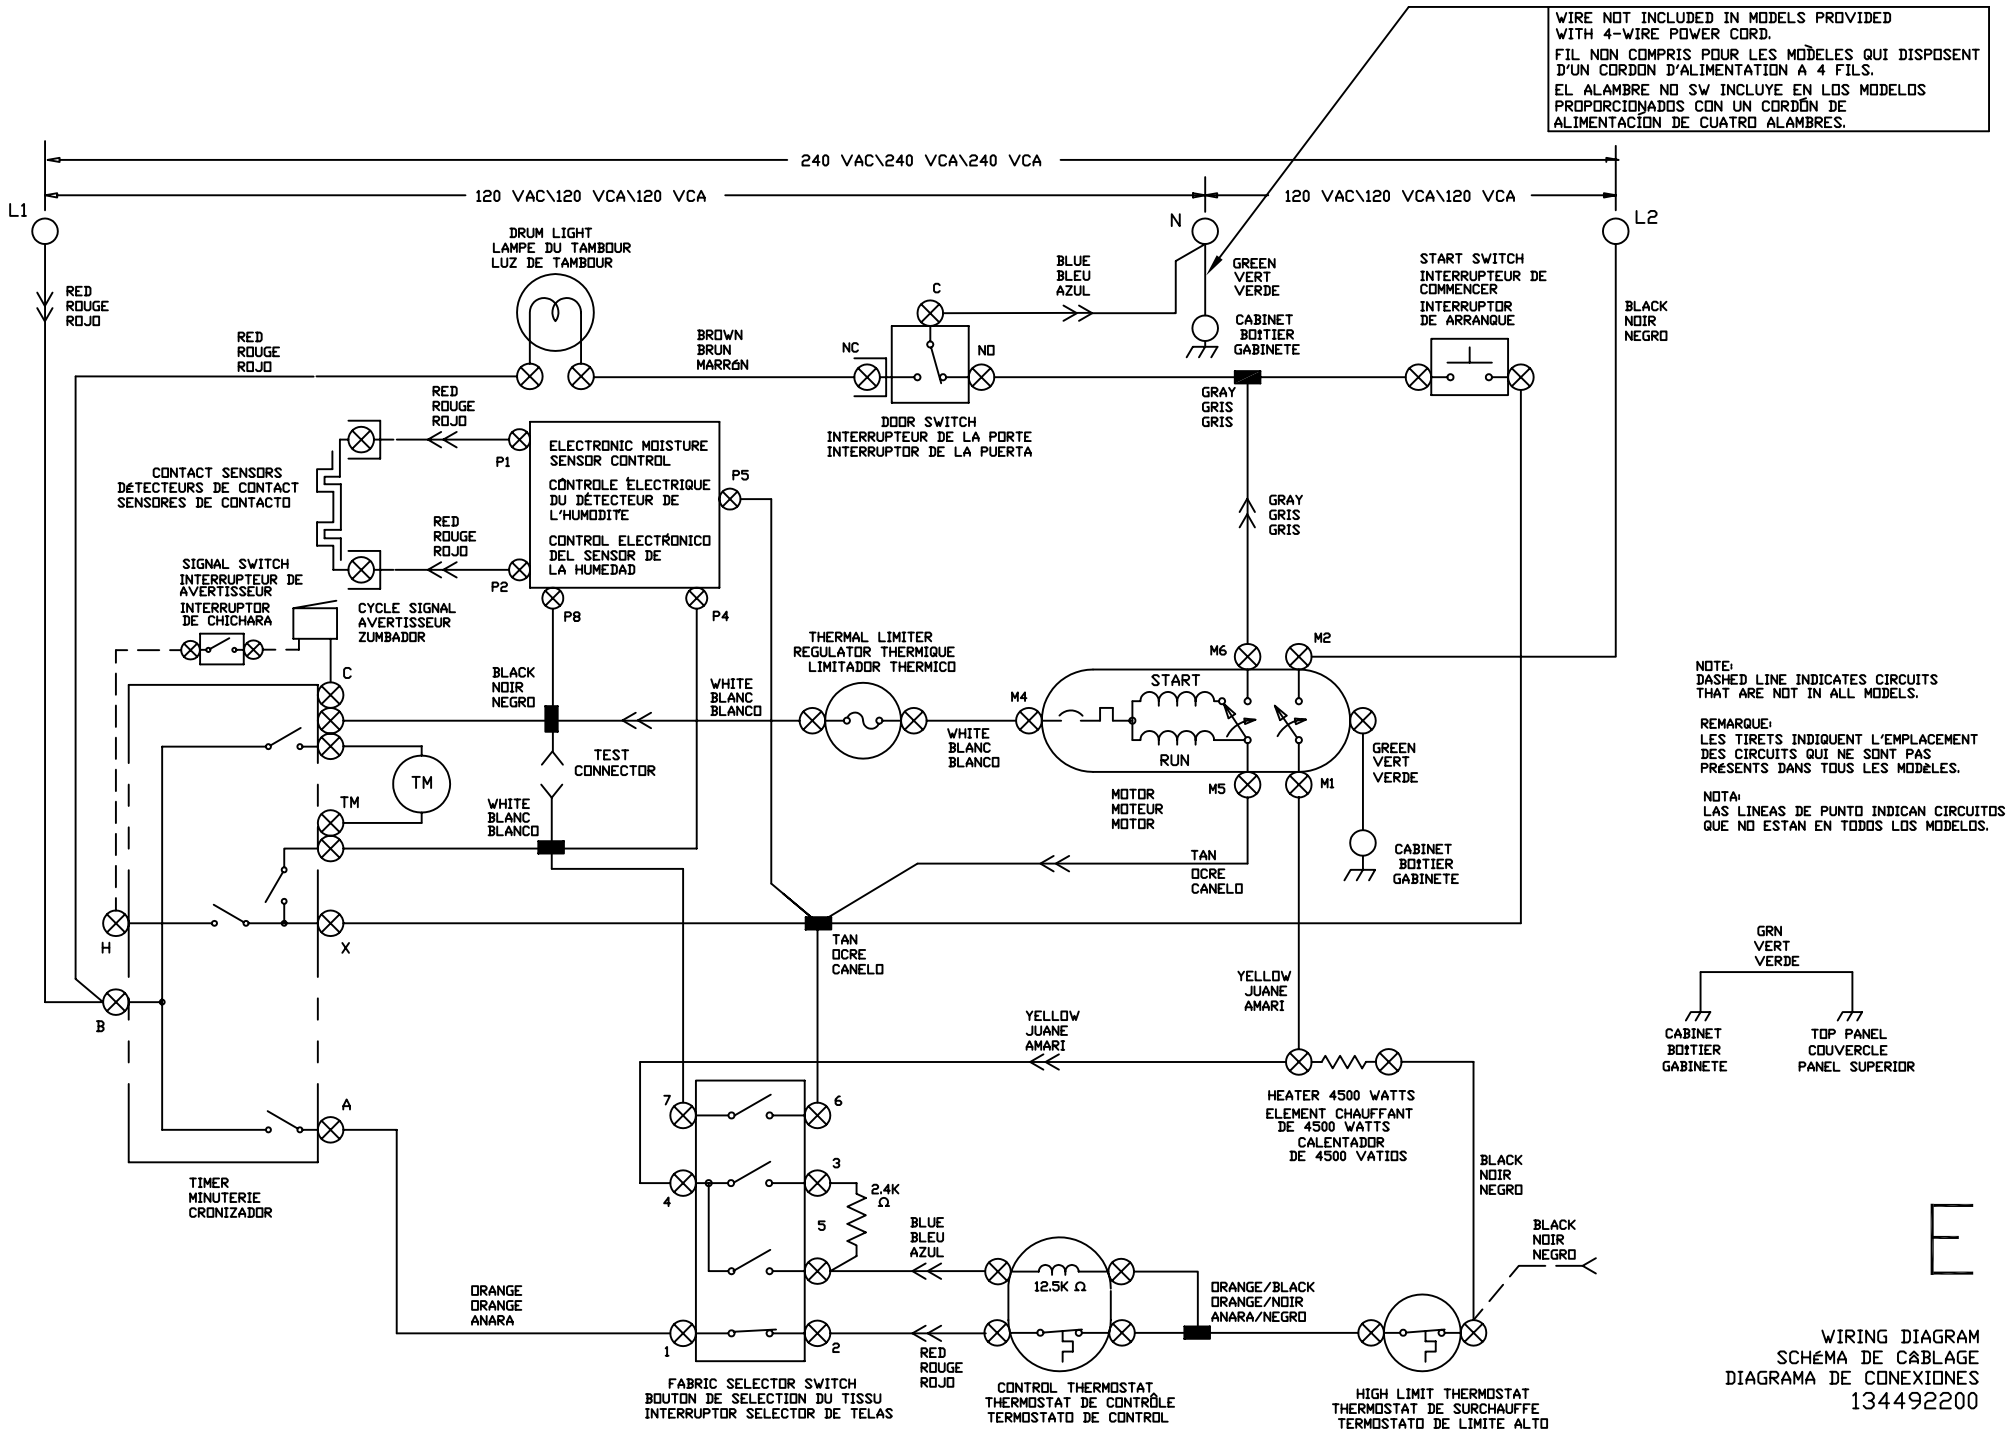 WIRE NOT INCLUDED IN MODELS PROVIDED
WITH 4-WIRE POWER CORD.
FIL NON COMPRIS POUR LES MODÈLES QUI DISPOSENT
D'UN CORDON D'ALIMENTATION A 4 FILS.
EL ALAMBRE NO SW INCLUYE EN LOS MODELOS
PROPORCIONADOS CON UN CORDÓN DE
ALIMENTACÍON DE CUATRO ALAMBRES.
240 VAC\240 VCA\240 VCA
120 VAC\120 VCA\120 VCA
120 VAC\120 VCA\120 VCA
L1
N
L2
RED
ROUGE
ROJO
DRUM LIGHT
LAMPE DU TAMBOUR
LUZ DE TAMBOUR
RED
ROUGE
ROJO
BROWN
BRUN
MARRÓN
C
NC
NO
DOOR SWITCH
INTERRUPTEUR DE LA PORTE
INTERRUPTOR DE LA PUERTA
BLUE
BLEU
AZUL
GREEN
VERT
VERDE
CABINET
BOÎTIER
GABINETE
START SWITCH
INTERRUPTEUR DE
COMMENCER
INTERRUPTOR
DE ARRANQUE
BLACK
NOIR
NEGRO
GRAY
GRIS
GRIS
RED
ROUGE
ROJO
P1
CONTACT SENSORS
DÉTECTEURS DE CONTACT
SENSORES DE CONTACTO
RED
ROUGE
ROJO
P2
ELECTRONIC MOISTURE
SENSOR CONTROL
CÔNTROLE ÉLECTRIQUE
DU DÉTECTEUR DE
L'HUMODITÉ
CONTROL ELECTRÓNICO
DEL SENSOR DE
LA HUMEDAD
P5
P8
P4
GRAY
GRIS
GRIS
SIGNAL SWITCH
INTERRUPTEUR DE
AVERTISSEUR
INTERRUPTOR
DE CHICHARA
CYCLE SIGNAL
AVERTISSEUR
ZUMBADOR
C
BLACK
NOIR
NEGRO
WHITE
BLANC
BLANCO
THERMAL LIMITER
REGULATOR THERMIQUE
LIMITADOR THERMICO
WHITE
BLANC
BLANCO
M4
M6
M2
START
RUN
M5
M1
MOTOR
MOTEUR
MOTOR
GREEN
VERT
VERDE
CABINET
BOÎTIER
GABINETE
TEST
CONNECTOR
TM
TM
WHITE
BLANC
BLANCO
TAN
OCRE
CANELO
NOTE:
DASHED LINE INDICATES CIRCUITS
THAT ARE NOT IN ALL MODELS.
REMARQUE:
LES TIRETS INDIQUENT L'EMPLACEMENT
DES CIRCUITS QUI NE SONT PAS
PRÉSENTS DANS TOUS LES MODÈLES.
NOTA:
LAS LINEAS DE PUNTO INDICAN CIRCUITOS
QUE NO ESTAN EN TODOS LOS MODELOS.
H
X
B
A
TAN
OCRE
CANELO
YELLOW
JUANE
AMARI
YELLOW
JUANE
AMARI
GRN
VERT
VERDE
CABINET
BOÎTIER
GABINETE
TOP PANEL
COUVERCLE
PANEL SUPERIOR
HEATER 4500 WATTS
ELEMENT CHAUFFANT
DE 4500 WATTS
CALENTADOR
DE 4500 VATIOS
TIMER
MINUTERIE
CRONIZADOR
7
6
4
3
5
2.4K
Ω
1
2
BLUE
BLEU
AZUL
12.5K Ω
ORANGE/BLACK
ORANGE/NOIR
ANARA/NEGRO
BLACK
NOIR
NEGRO
BLACK
NOIR
NEGRO
ORANGE
ORANGE
ANARA
RED
ROUGE
ROJO
FABRIC SELECTOR SWITCH
BOUTON DE SELECTION DU TISSU
INTERRUPTOR SELECTOR DE TELAS
CONTROL THERMOSTAT
THERMOSTAT DE CONTRÔLE
TERMOSTATO DE CONTROL
HIGH LIMIT THERMOSTAT
THERMOSTAT DE SURCHAUFFE
TERMOSTATO DE LIMITE ALTO
E
WIRING DIAGRAM
SCHÉMA DE CÂBLAGE
DIAGRAMA DE CONEXIONES
134492200